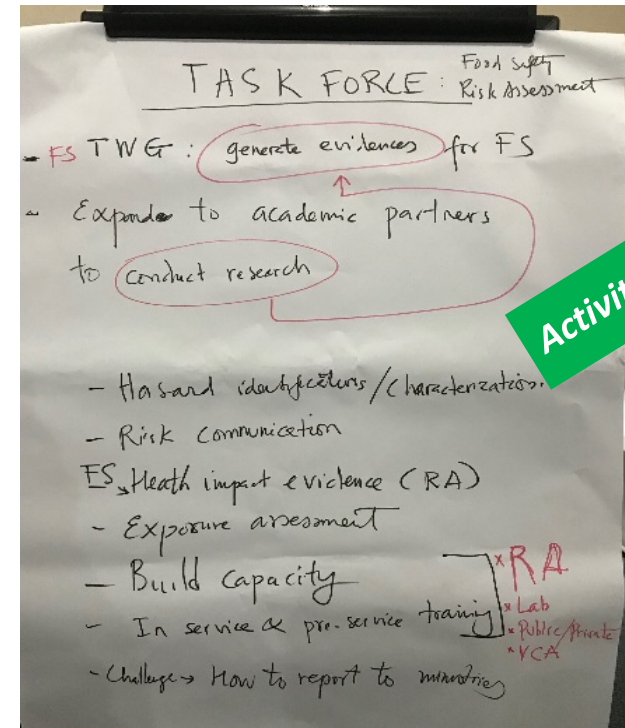 TASK FORCE : Food Safety
Risk Assessment
- FS TWG : generate evidences for FS
- Expand to academic partners
to conduct research
Activit
- Hasard identifications/characterization.
- Risk Communication
FS, Heath impact evidence (RA)
- Exposure assesment
- Build Capacity
- In service & pre-service training
× RA
× Lab
× Public/Private
× VCA
- Challenge → How to report to ministries